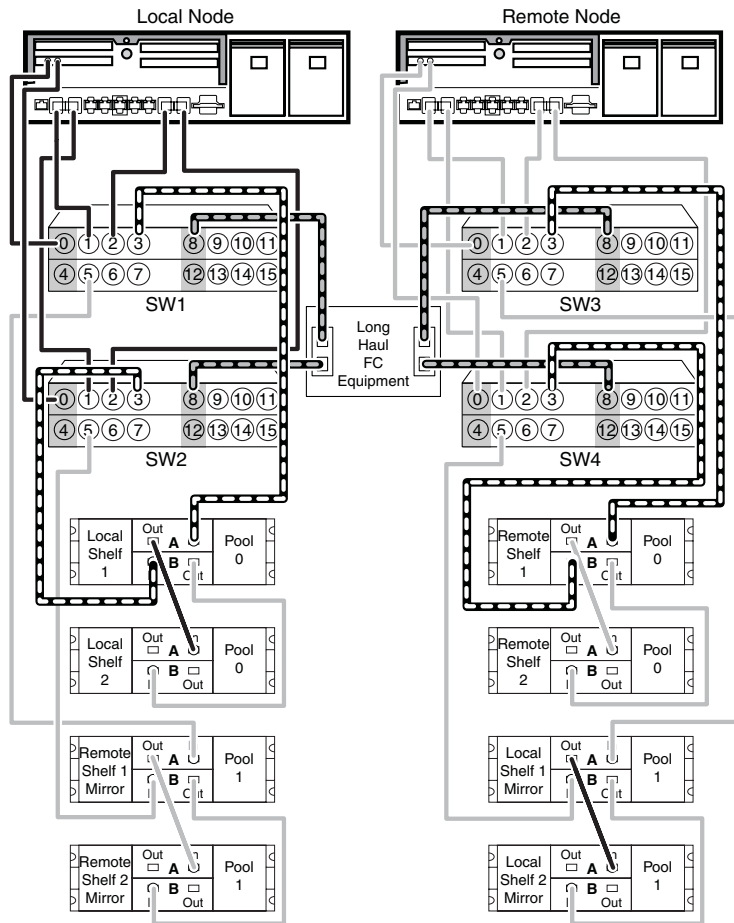 Local Node
Remote Node
0 1 2 3 8 9 10 11
4 5 6 7 12 13 14 15
SW1
0 1 2 3 8 9 10 11
4 5 6 7 12 13 14 15
SW3
Long
Haul
FC
Equipment
0 1 2 3 8 9 10 11
4 5 6 7 12 13 14 15
SW2
0 1 2 3 8 9 10 11
4 5 6 7 12 13 14 15
SW4
Local
Shelf
1
Out
A
B
Out
Pool
0
Remote
Shelf
1
Out
A
B
Out
Pool
0
Local
Shelf
2
Out
A
B
Out
Pool
0
Remote
Shelf
2
Out
A
B
Out
Pool
0
Remote
Shelf 1
Mirror
Out
A
B
Out
Pool
1
Local
Shelf 1
Mirror
Out
A
B
Out
Pool
1
Remote
Shelf 2
Mirror
Out
A
B
Out
Pool
1
Local
Shelf 2
Mirror
Out
A
B
Out
Pool
1